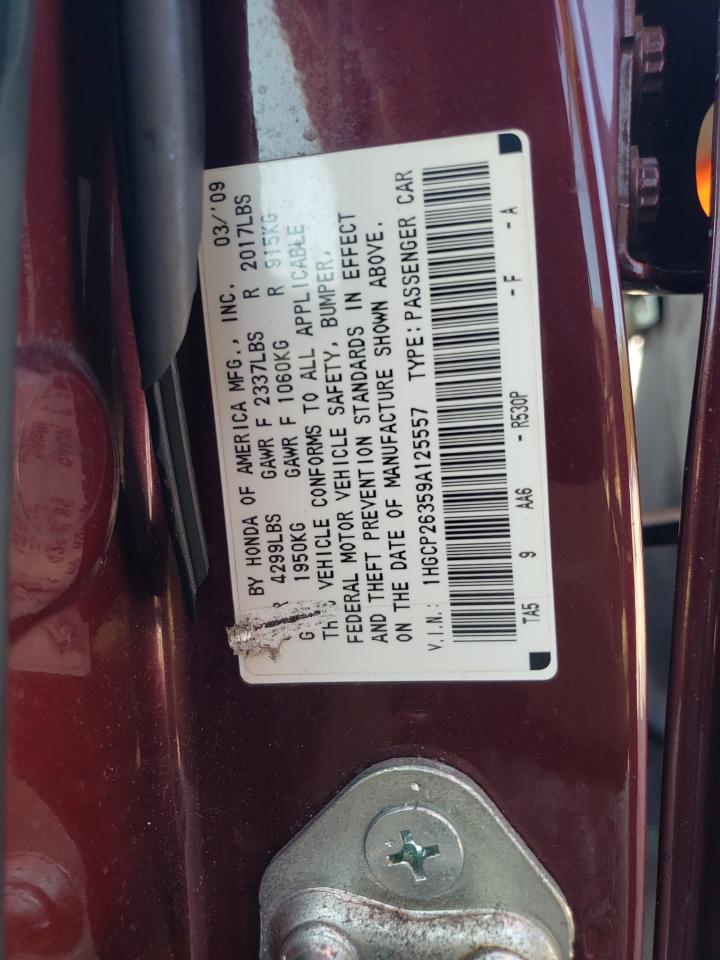 BY HONDA OF AMERICA MFG., INC. 03/'09
4299LBS GAWR F 2337LBS R 2017LBS
1950KG GAWR F 1060KG R 915KG
VEHICLE CONFORMS TO ALL APPLICABLE
FEDERAL MOTOR VEHICLE SAFETY, BUMPER,
AND THEFT PREVENTION STANDARDS IN EFFECT
ON THE DATE OF MANUFACTURE SHOWN ABOVE.
V.I.N.: 1HGCP26359A125557 TYPE: PASSENGER CAR
TA5 9 AA6 - R530P - F - A